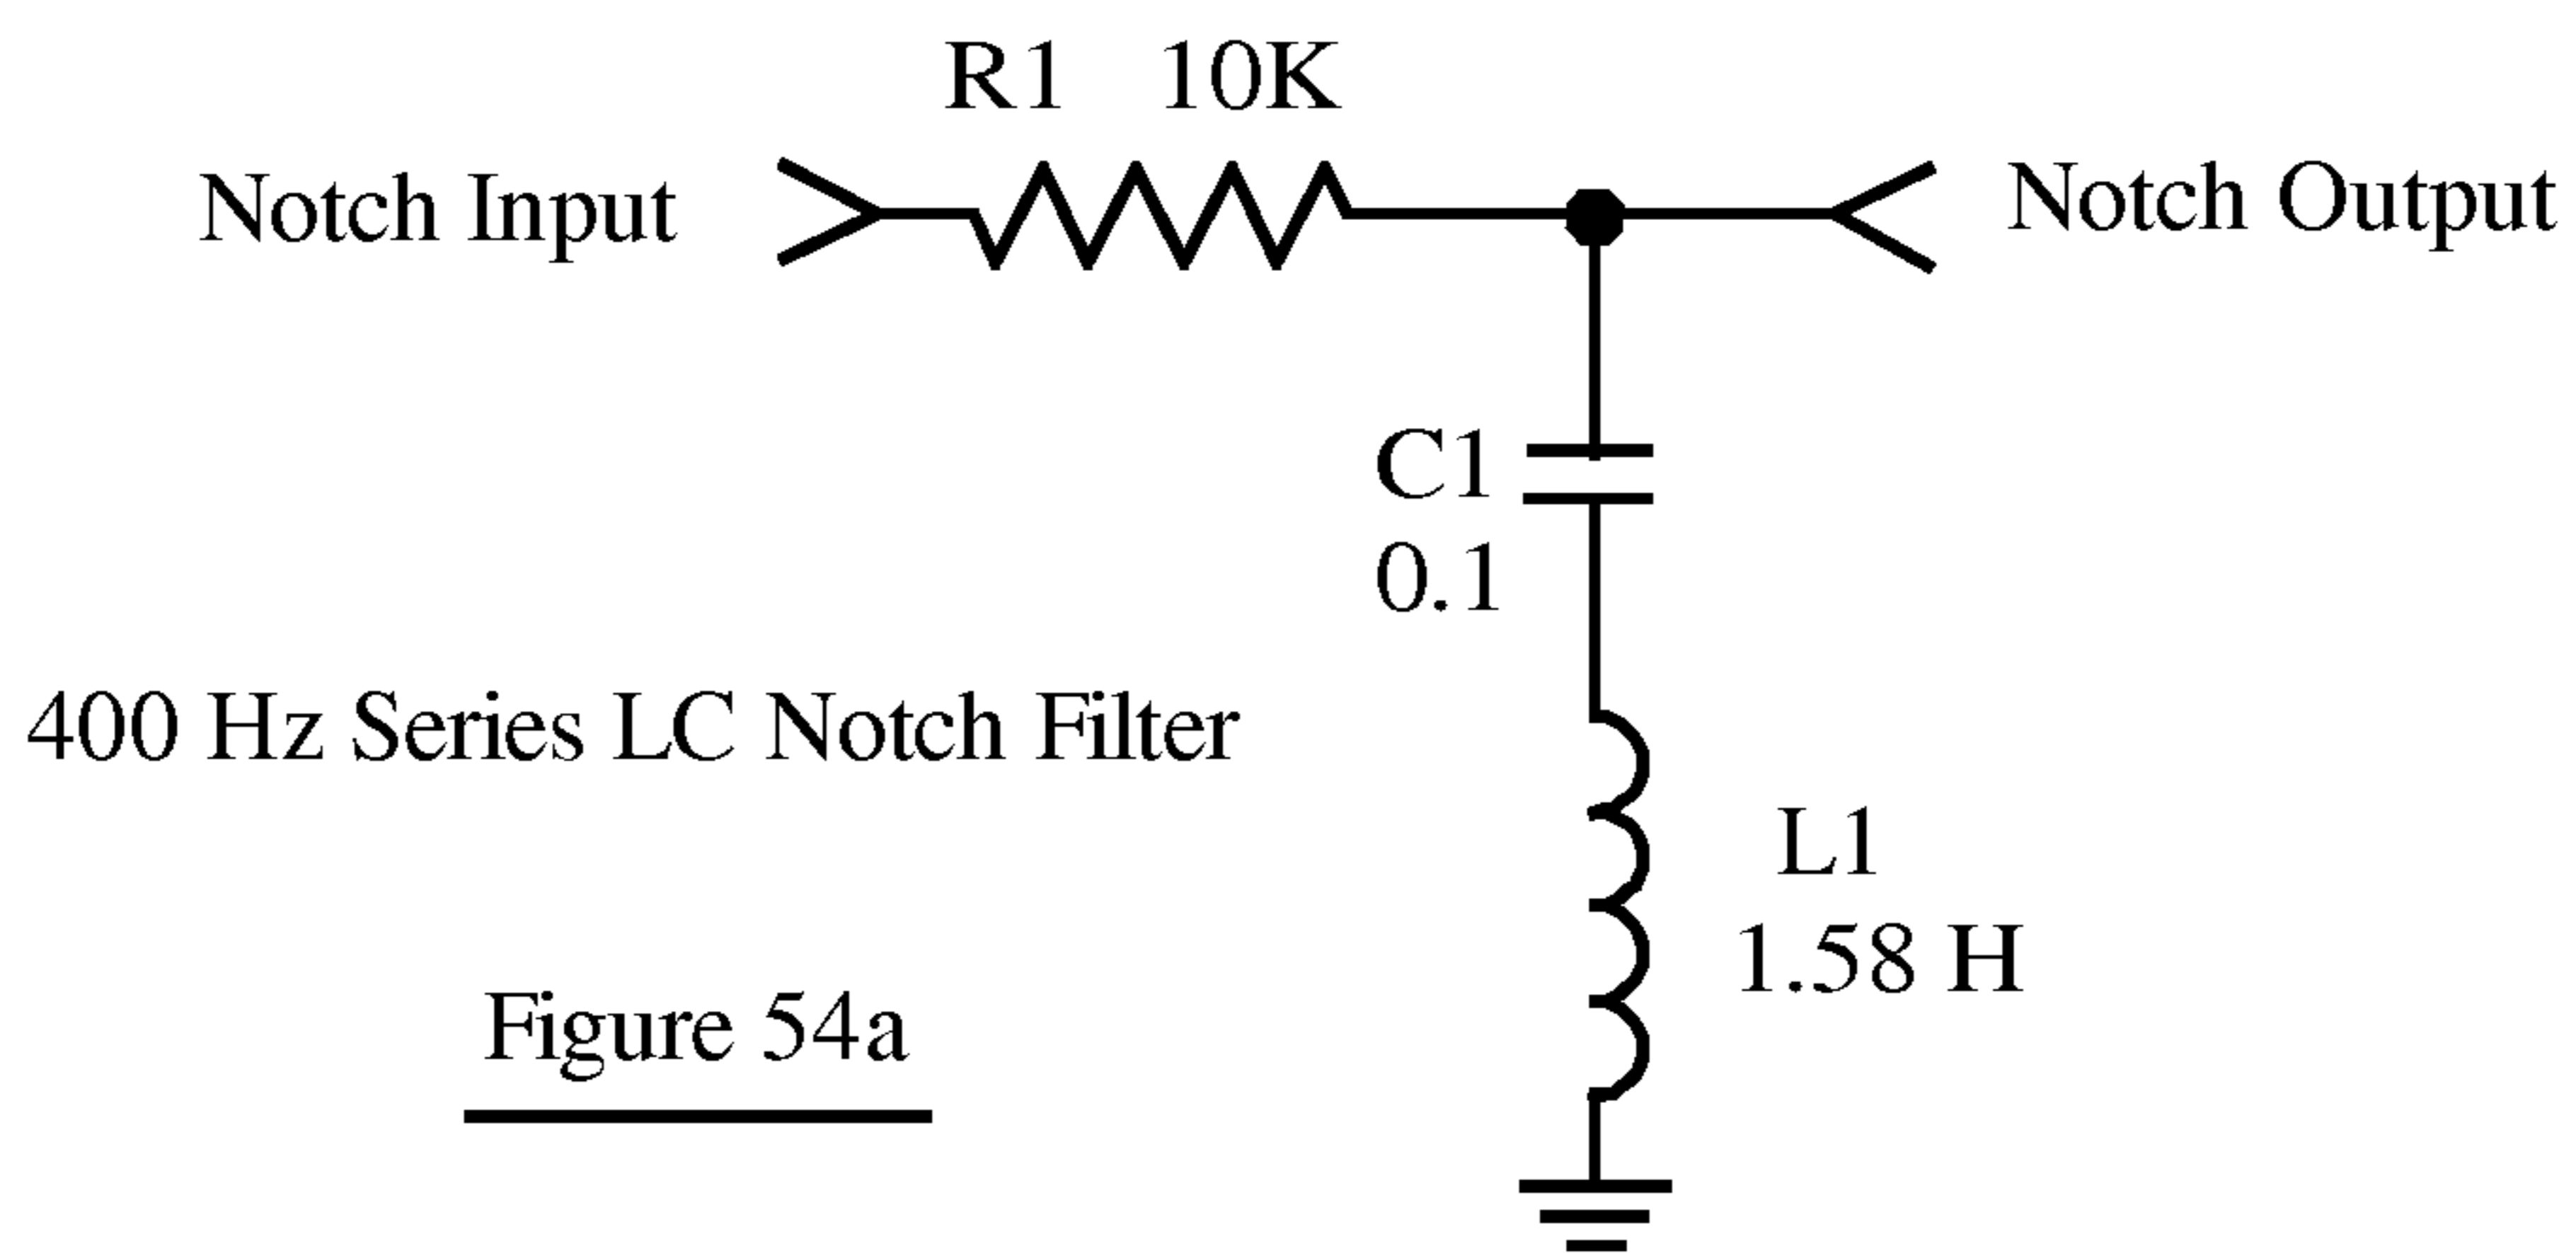 R1 10K
Notch Input
Notch Output
C1
0.1
400 Hz Series LC Notch Filter
L1
1.58 H
Figure 54a